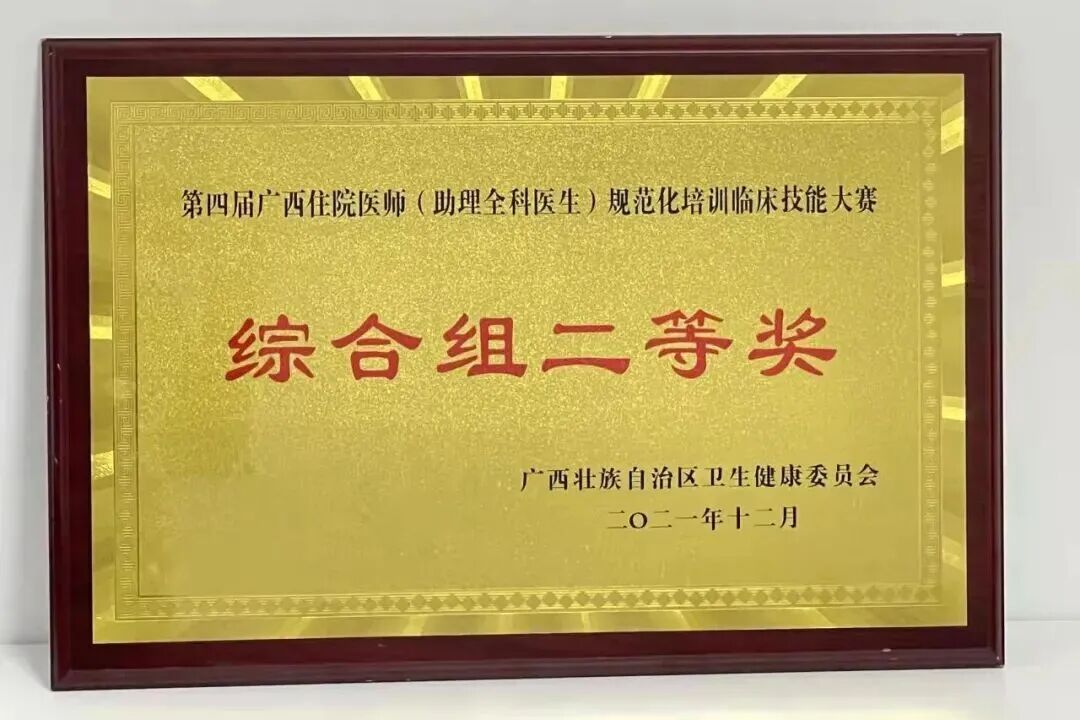 第四届广西住院医师（助理全科医生）规范化培训临床技能大赛
综合组二等奖
广西壮族自治区卫生健康委员会
二〇二一年十二月